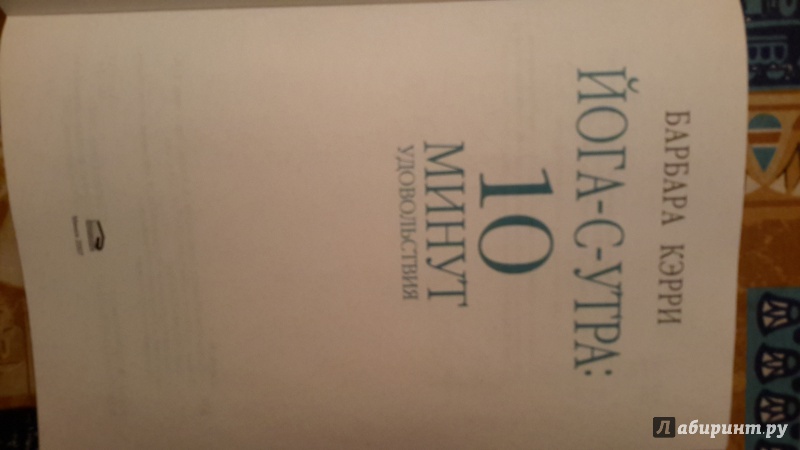 БАРБАРА КЭРРИ
ЙОГА-С-УТРА:
10
МИНУТ
УДОВОЛЬСТВИЯ
Лабиринт.ру